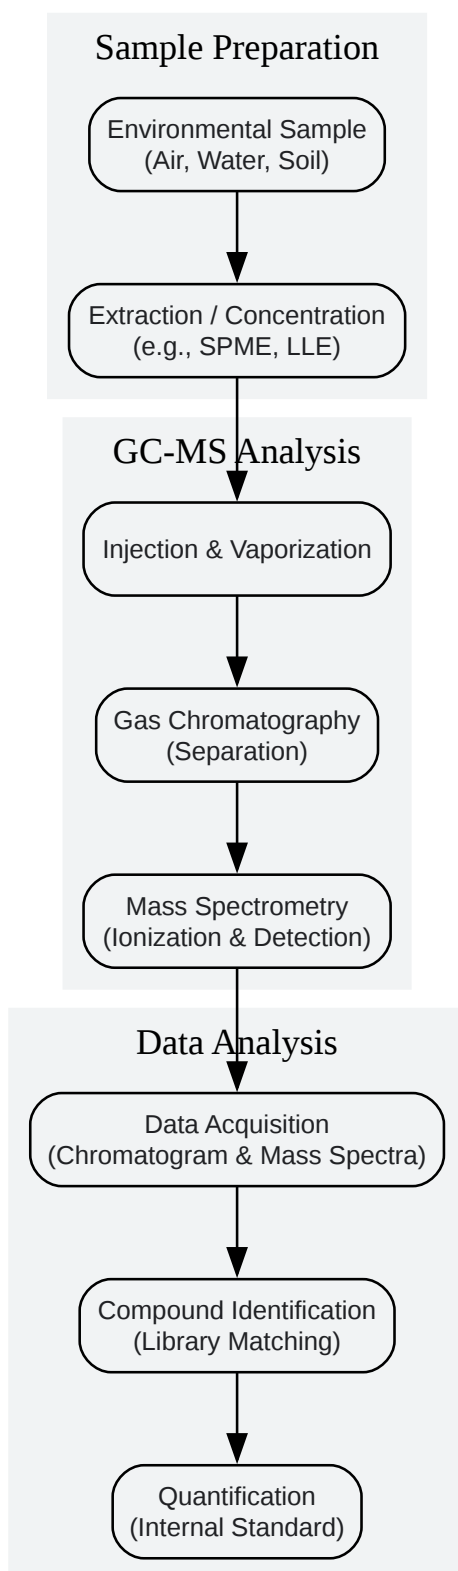 Sample Preparation
Environmental Sample
(Air, Water, Soil)
Extraction / Concentration
(e.g., SPME, LLE)
GC-MS Analysis
Injection & Vaporization
Gas Chromatography
(Separation)
Mass Spectrometry
(Ionization & Detection)
Data Analysis
Data Acquisition
(Chromatogram & Mass Spectra)
Compound Identification
(Library Matching)
Quantification
(Internal Standard)